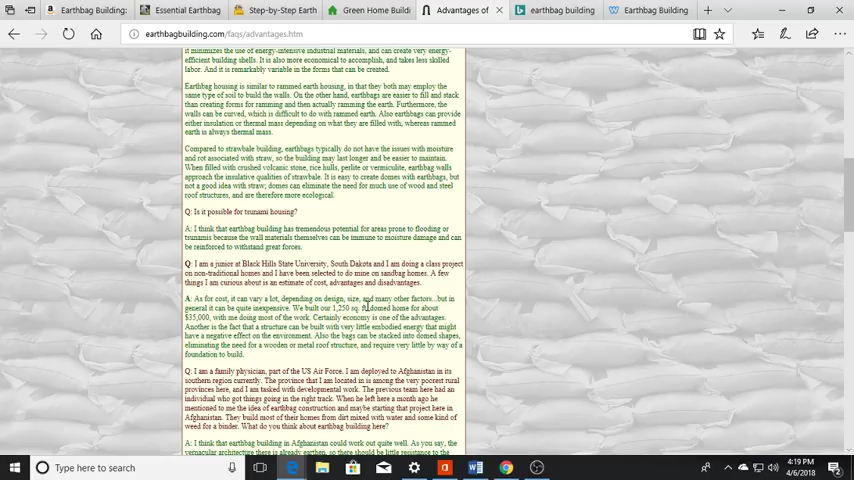 Earthbag Building:
Essential Earthbag
Step-by-Step Earth
Green Home Buildi
Advantages of
earthbag building
Earthbag Building
earthbagbuilding.com/faqs/advantages.htm
it minimizes the use of energy-intensive industrial materials, and can create very energy-
efficient building shells. It is also more economical to accomplish, and takes less skilled
labor. And it is remarkably variable in the forms that can be created.
Earthbag housing is similar to rammed earth housing, in that they both may employ the
same type of soil to build the walls. On the other hand, earthbags are easier to fill and stack
than creating forms for ramming and then actually ramming the earth. Furthermore, the
walls can be curved, which is difficult to do with rammed earth. Also earthbags can provide
either insulation or thermal mass depending on what they are filled with, whereas rammed
earth is always thermal mass.
Compared to strawbale building, earthbags typically do not have the issues with moisture
and rot associated with straw, so the building may last longer and be easier to maintain.
When filled with crushed volcanic stone, rice hulls, perlite or vermiculite, earthbag walls
approach the insulative qualities of strawbale. It is easy to create domes with earthbags, but
not a good idea with straw; domes can eliminate the need for much use of wood and steel
roof structures, and are therefore more ecological.
Q: Is it possible for tsunami housing?
A: I think that earthbag building has tremendous potential for areas prone to flooding or
tsunamis because the wall materials themselves can be immune to moisture damage and can
be reinforced to withstand great forces.
Q: I am a junior at Black Hills State University, South Dakota and I am doing a class project
on non-traditional homes and I have been selected to do mine on sandbag homes. A few
things I am curious about is an estimate of cost, advantages and disadvantages.
A: As for cost, it can vary a lot, depending on design, size, and many other factors...but in
general it can be quite inexpensive. We built our 1,250 sq. ft. domed home for about
$35,000, with me doing most of the work. Certainly economy is one of the advantages.
Another is the fact that a structure can be built with very little embodied energy that might
have a negative effect on the environment. Also the bags can be stacked into domed shapes,
eliminating the need for a wooden or metal roof structure, and require very little by way of a
foundation to build.
Q: I am a family physician, part of the US Air Force. I am deployed to Afghanistan in its
southern region currently. The province that I am located in is among the very poorest rural
provinces here, and I am tasked with developmental work. The previous team here had an
individual who got things going in the right track. When he left here a month ago he
mentioned to me the idea of earthbag construction and maybe starting that project here in
Afghanistan. They build most of their homes from dirt mixed with water and some kind of
weed for a binder. What do you think about earthbag building here?
A: I think that earthbag building in Afghanistan could work out quite well. As you say, the
vernacular architecture there is already earthen, so there should be little resistance to the
Type here to search
4:19 PM
4/6/2018
2